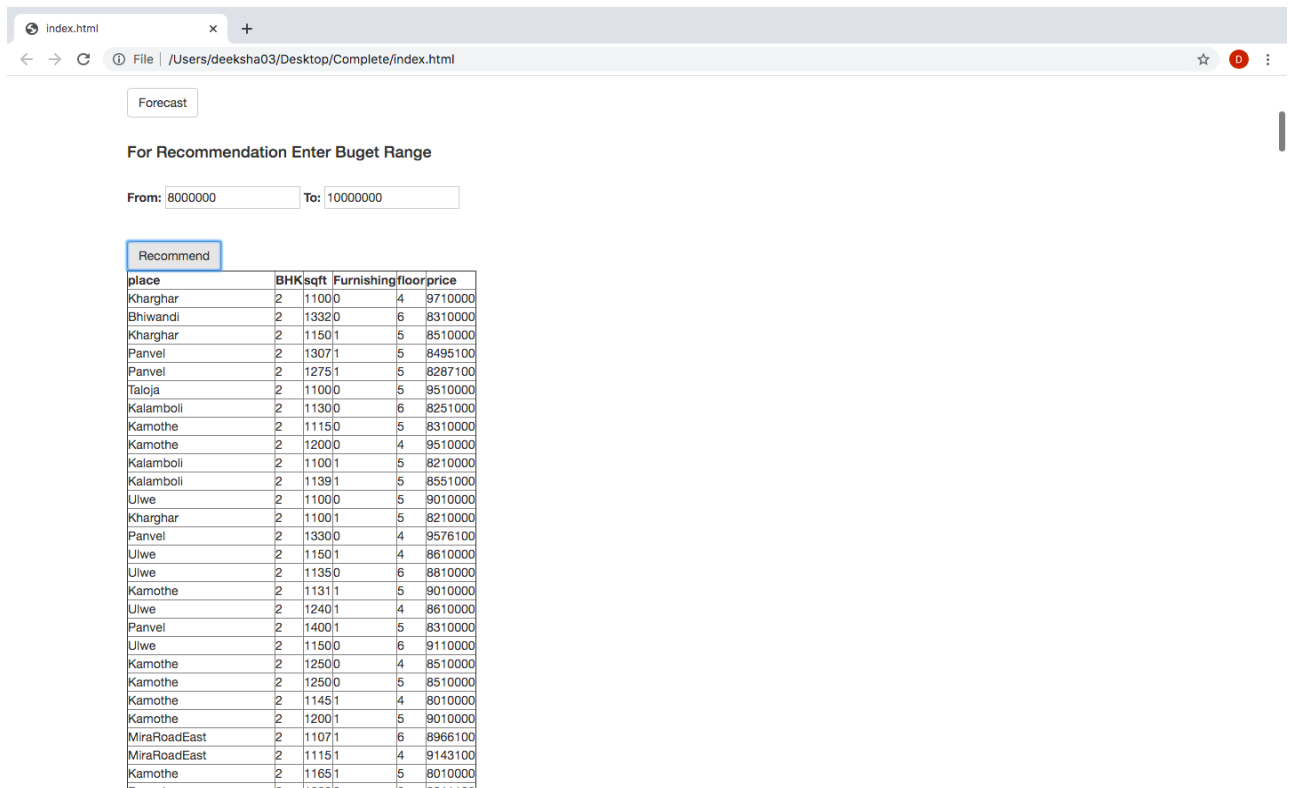 index.html
File | /Users/deeksha03/Desktop/Complete/index.html D
Forecast
For Recommendation Enter Buget Range
From: 8000000 To: 10000000
Recommend
place BHK sqft Furnishing floor price
Kharghar 2 1100 0 4 9710000
Bhiwandi 2 1332 0 6 8310000
Kharghar 2 1150 1 5 8510000
Panvel 2 1307 1 5 8495100
Panvel 2 1275 1 5 8287100
Taloja 2 1100 0 5 9510000
Kalamboli 2 1130 0 6 8251000
Kamothe 2 1115 0 5 8310000
Kamothe 2 1200 0 4 9510000
Kalamboli 2 1100 1 5 8210000
Kalamboli 2 1139 1 5 8551000
Ulwe 2 1100 0 5 9010000
Kharghar 2 1100 1 5 8210000
Panvel 2 1330 0 4 9576100
Ulwe 2 1150 1 4 8610000
Ulwe 2 1135 0 6 8810000
Kamothe 2 1131 1 5 9010000
Ulwe 2 1240 1 4 8610000
Panvel 2 1400 1 5 8310000
Ulwe 2 1150 0 6 9110000
Kamothe 2 1250 0 4 8510000
Kamothe 2 1250 0 5 8510000
Kamothe 2 1145 1 4 8010000
Kamothe 2 1200 1 5 9010000
MiraRoadEast 2 1107 1 6 8966100
MiraRoadEast 2 1115 1 4 9143100
Kamothe 2 1165 1 5 8010000